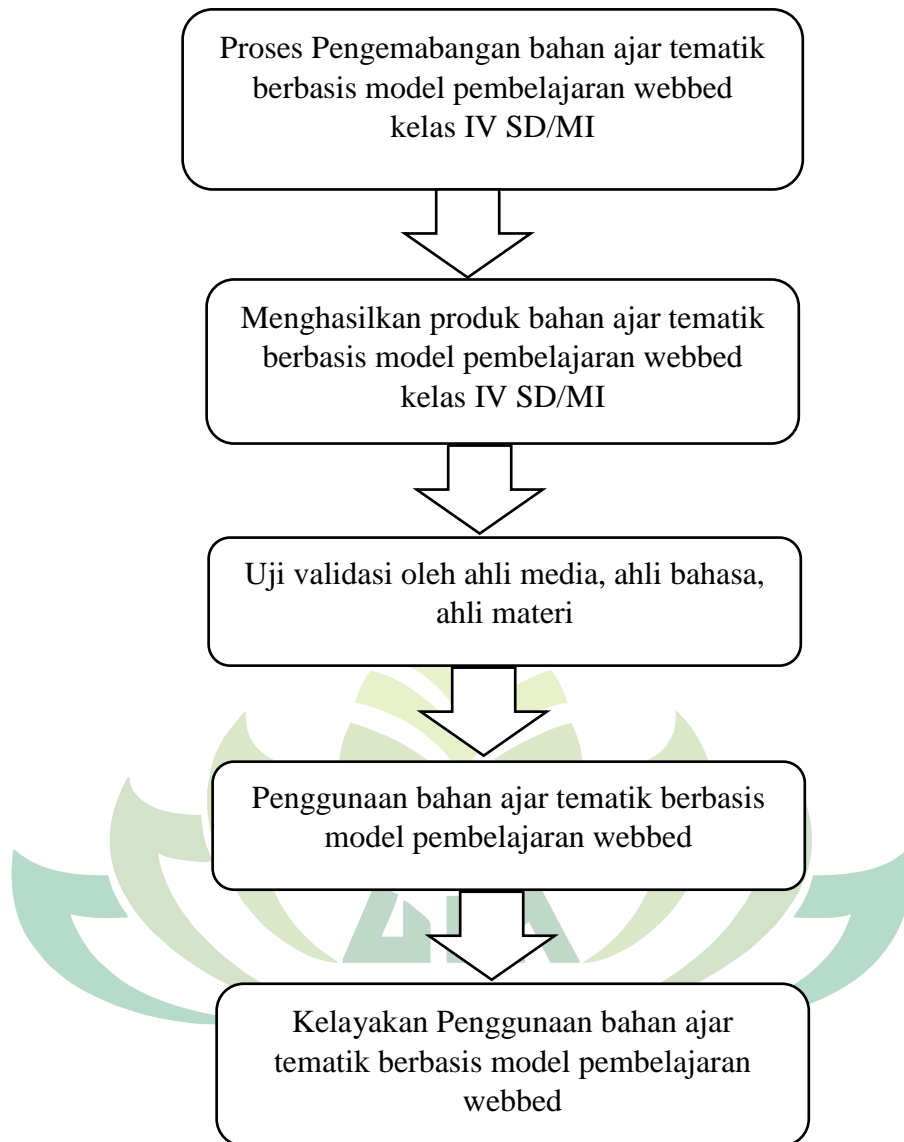 Proses Pengemabangan bahan ajar tematik
berbasis model pembelajaran webbed
kelas IV SD/MI
Menghasilkan produk bahan ajar tematik
berbasis model pembelajaran webbed
kelas IV SD/MI
Uji validasi oleh ahli media, ahli bahasa,
ahli materi
Penggunaan bahan ajar tematik berbasis
model pembelajaran webbed
Kelayakan Penggunaan bahan ajar
tematik berbasis model pembelajaran
webbed